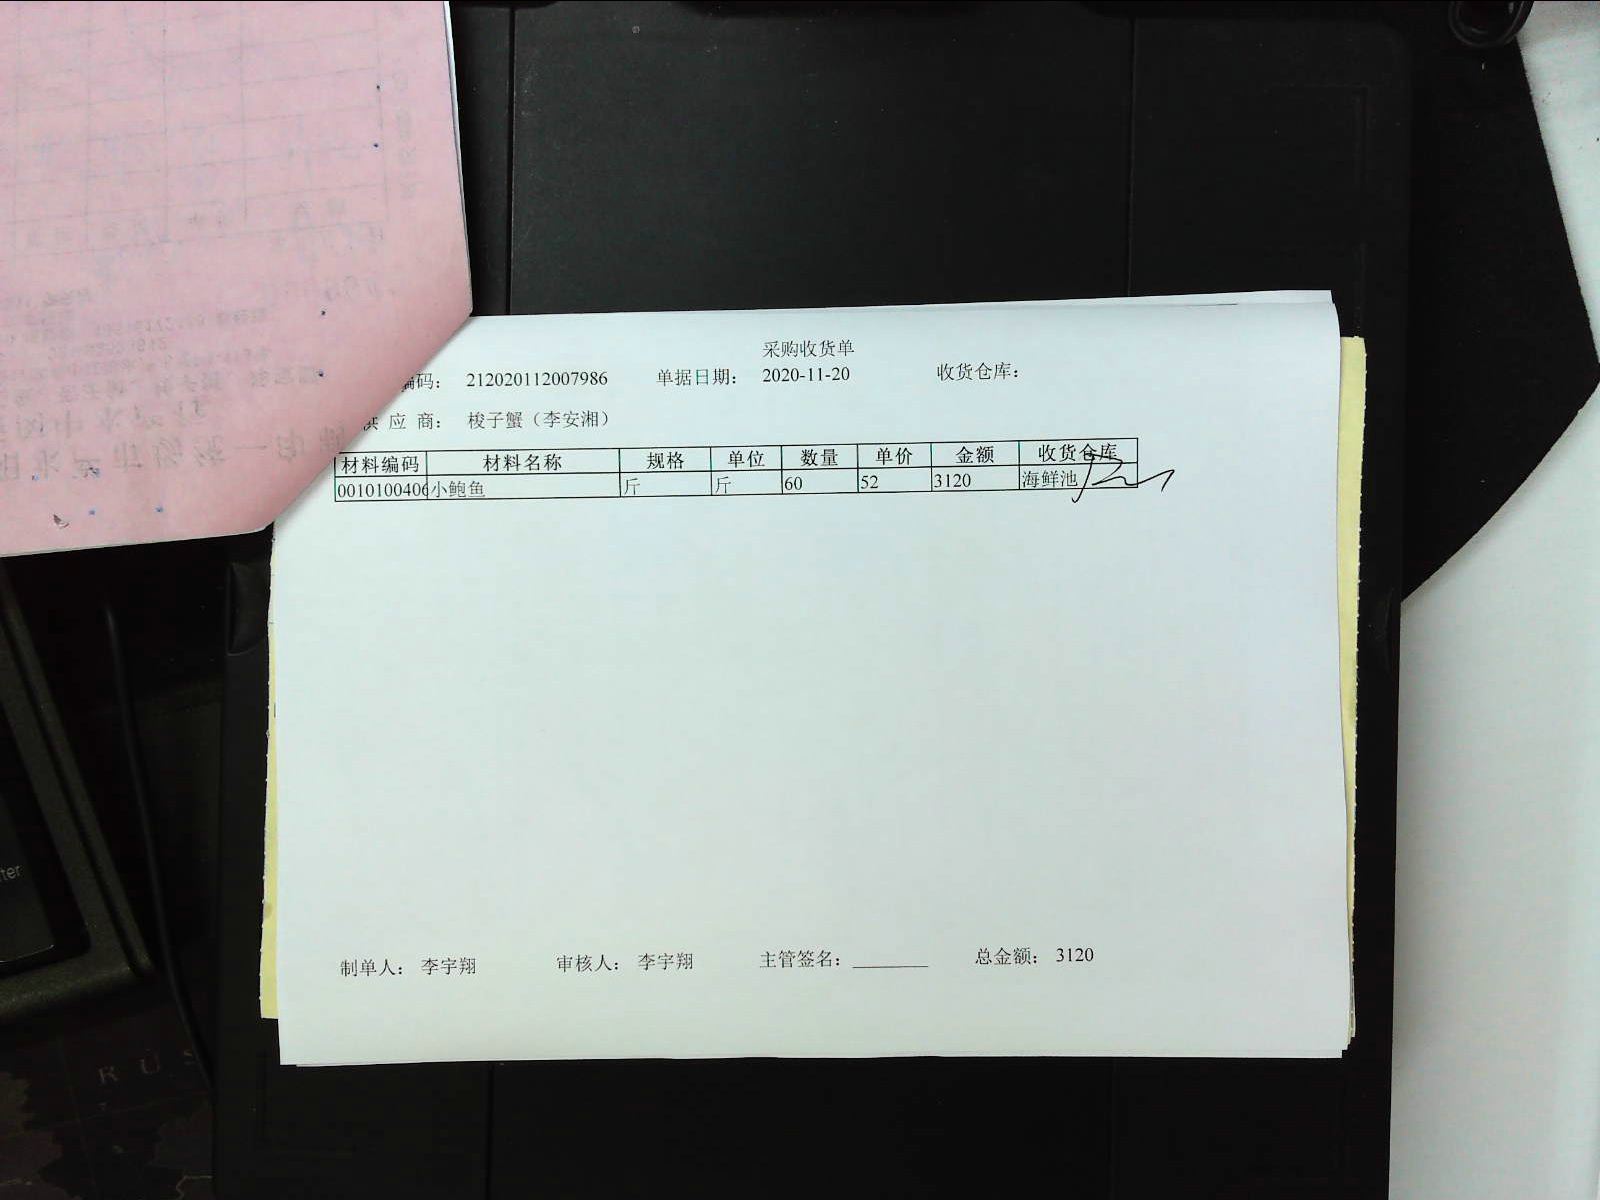 采购收货单
编码: 212020112007986 单据日期: 2020-11-20 收货仓库:
供 应 商: 梭子蟹（李安湘）
材料编码 材料名称 规格 单位 数量 单价 金额 收货仓库
0010100406 小鲍鱼 斤 斤 60 52 3120 海鲜池
制单人: 李宇翔 审核人: 李宇翔 主管签名: 总金额: 3120
ter
R U S